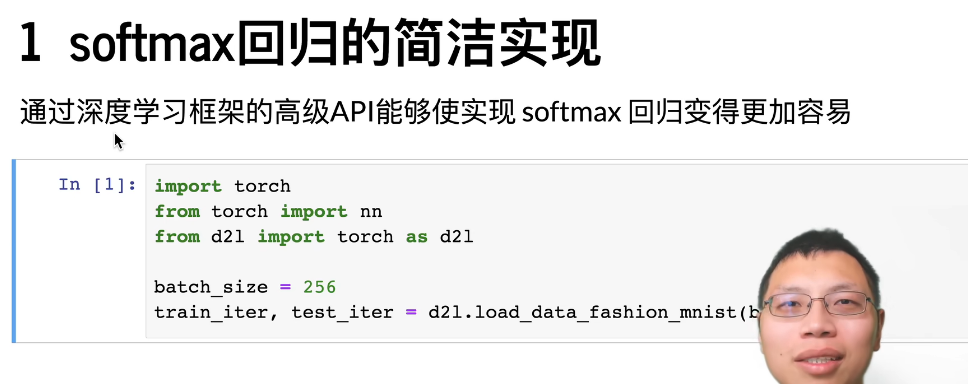 1 softmax回归的简洁实现
通过深度学习框架的高级API能够使实现 softmax 回归变得更加容易
In [1]:
import torch
from torch import nn
from d2l import torch as d2l
batch_size = 256
train_iter, test_iter = d2l.load_data_fashion_mnist(b